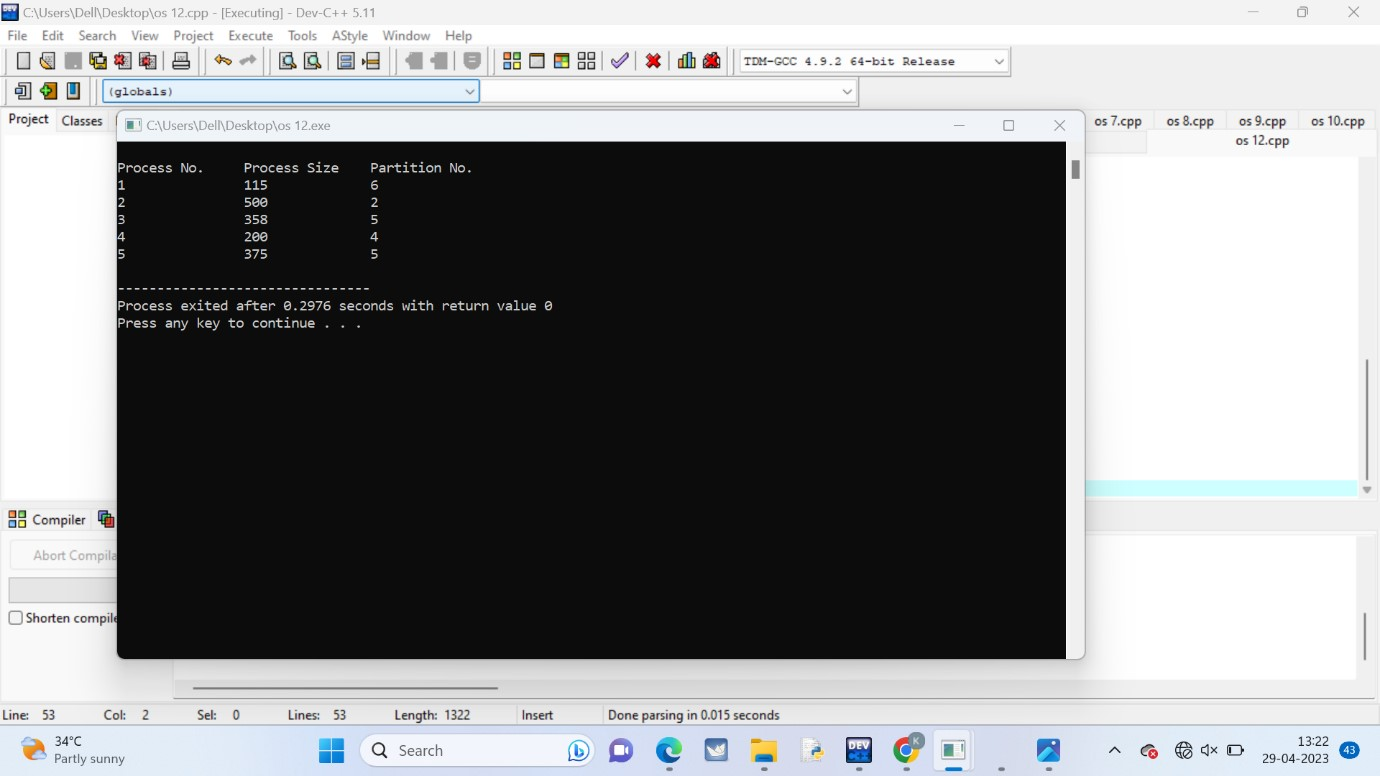 C:\Users\Dell\Desktop\os 12.cpp - [Executing] - Dev-C++ 5.11
File Edit Search View Project Execute Tools AStyle Window Help
TDM-GCC 4.9.2 64-bit Release
(globals)
Project Classes
os 7.cpp os 8.cpp os 9.cpp os 10.cpp
os 12.cpp
C:\Users\Dell\Desktop\os 12.exe
Process No. Process Size Partition No.
1 115 6
2 500 2
3 358 5
4 200 4
5 375 5
--------------------------------
Process exited after 0.2976 seconds with return value 0
Press any key to continue . . .
Compiler
Abort Compila
Shorten compile
Line: 53 Col: 2 Sel: 0 Lines: 53 Length: 1322 Insert Done parsing in 0.015 seconds
34°C
Partly sunny
Search
DEV
K
13:22
29-04-2023
43